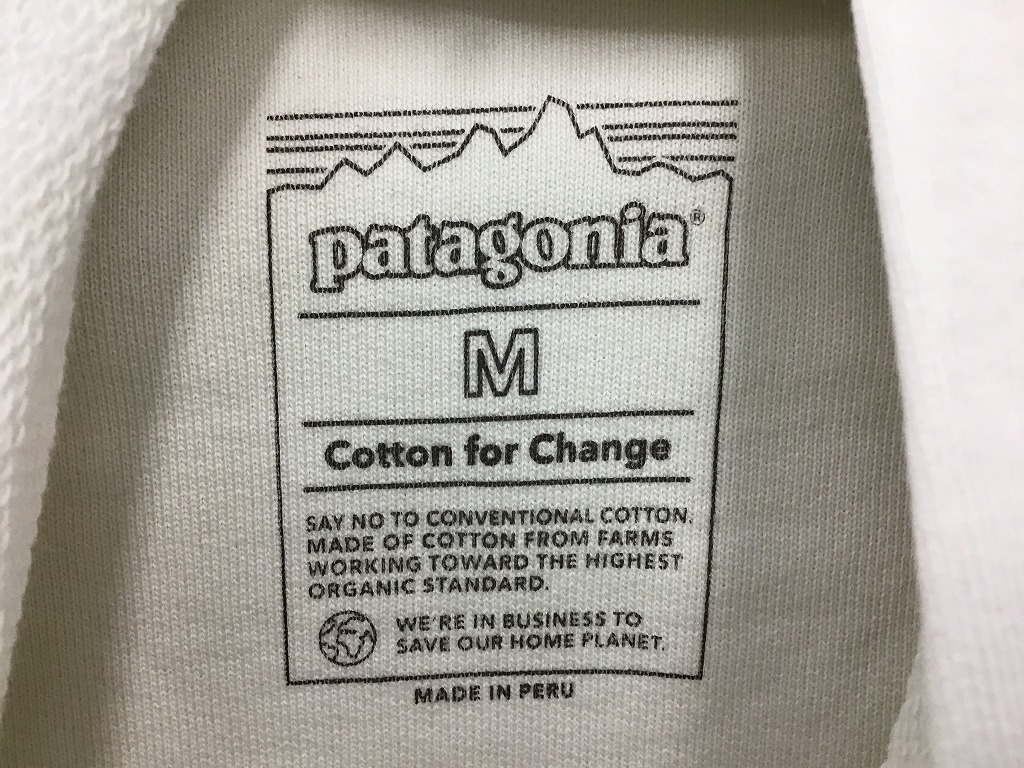 patagonia®
M
Cotton for Change
SAY NO TO CONVENTIONAL COTTON.
MADE OF COTTON FROM FARMS
WORKING TOWARD THE HIGHEST
ORGANIC STANDARD.
WE'RE IN BUSINESS TO
SAVE OUR HOME PLANET.
MADE IN PERU